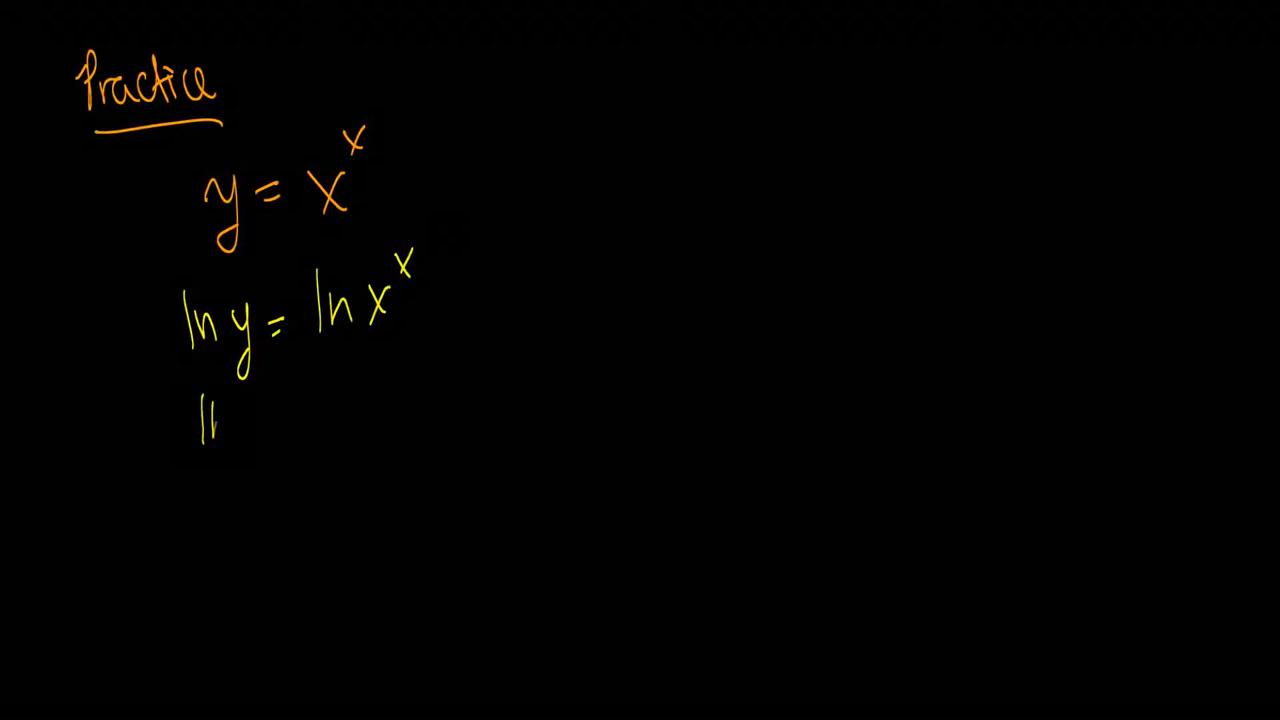 Practice
y = x^x
ln y = ln x^x